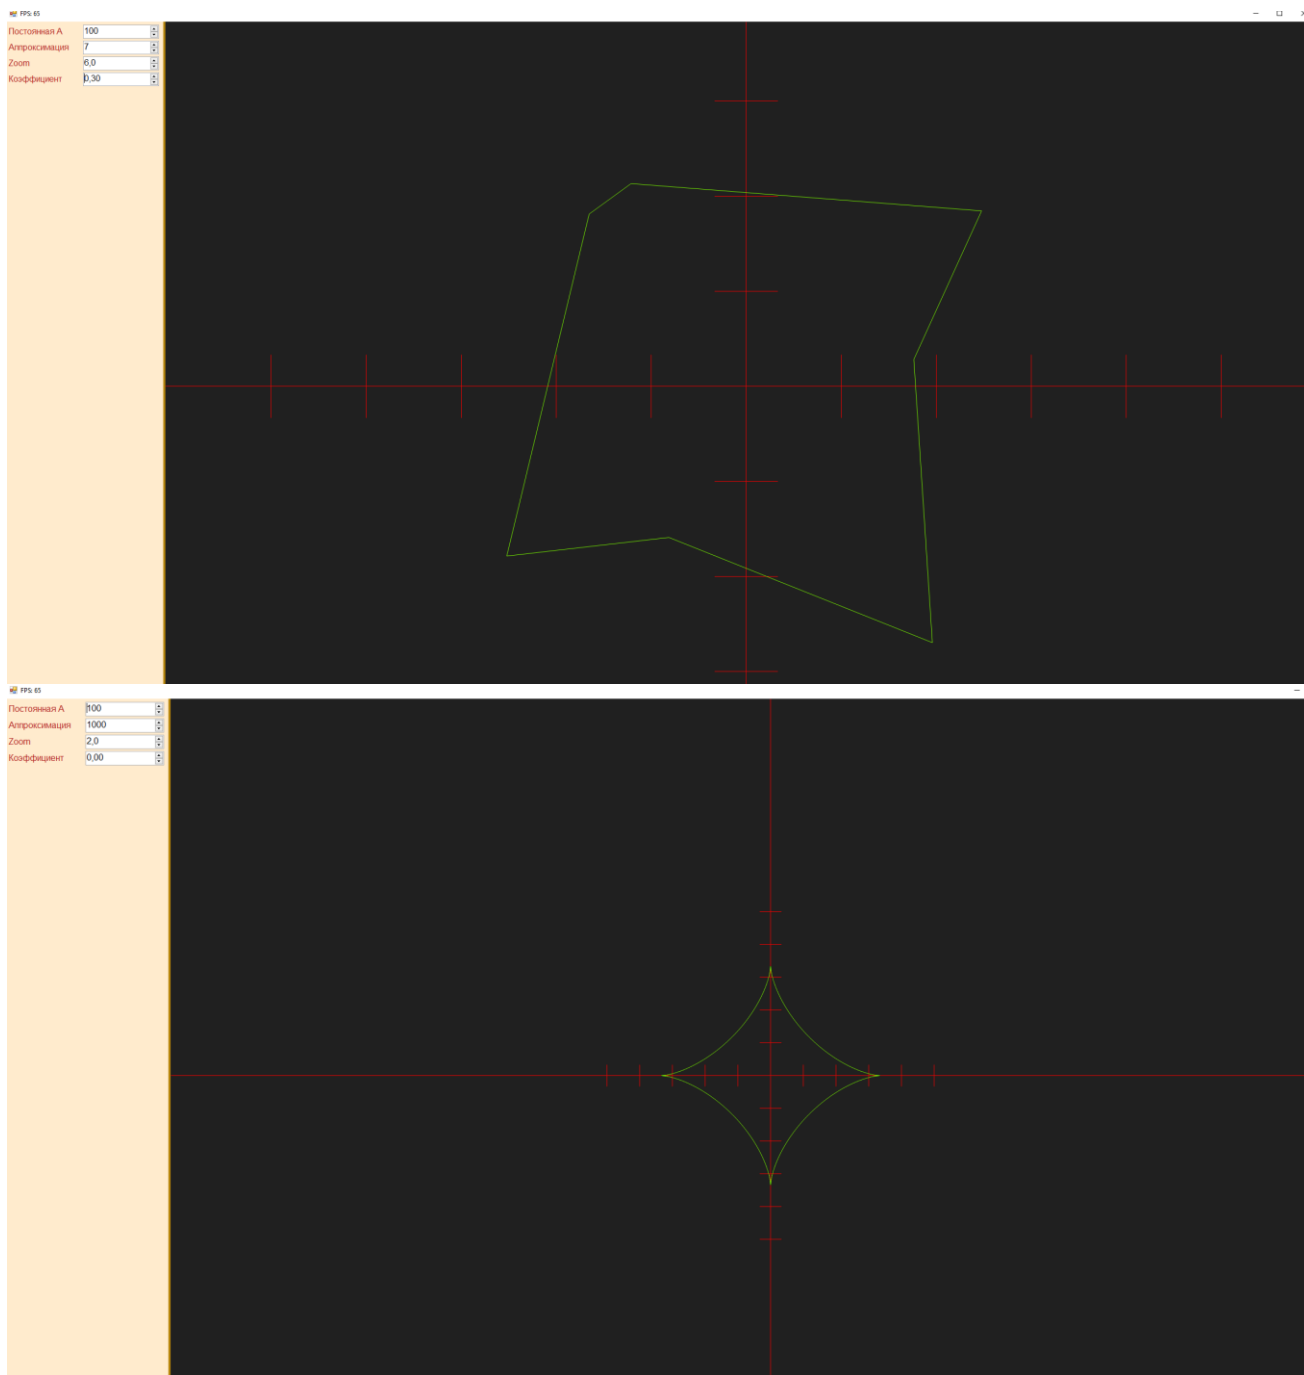 FPS: 65
Постоянная A 100
Аппроксимация 7
Zoom 6,0
Коэффициент 0,30
FPS: 65
Постоянная A 100
Аппроксимация 1000
Zoom 2,0
Коэффициент 0,00